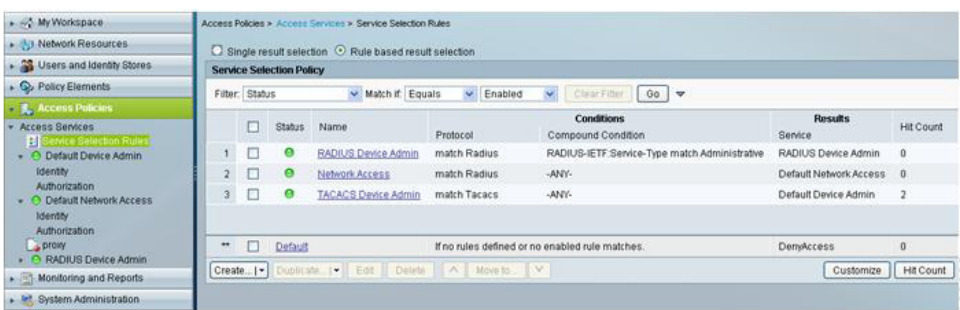 My Workspace
Network Resources
Users and Identity Stores
Policy Elements
Access Policies
Access Services
Service Selection Rules
Default Device Admin
Identity
Authorization
Default Network Access
Identity
Authorization
proxy
RADIUS Device Admin
Monitoring and Reports
System Administration
Access Policies > Access Services > Service Selection Rules
Single result selection Rule based result selection
Service Selection Policy
Filter: Status Match if: Equals Enabled Clear Filter Go
Conditions Results
Status Name Protocol Compound Condition Service Hit Count
1 RADIUS Device Admin match Radius RADIUS-IETF:Service-Type match Administrative RADIUS Device Admin 0
2 Network Access match Radius -ANY- Default Network Access 0
3 TACACS Device Admin match Tacacs -ANY- Default Device Admin 2
** Default If no rules defined or no enabled rule matches. DenyAccess 0
Create... Duplicate... Edit Delete Move to... Customize Hit Count